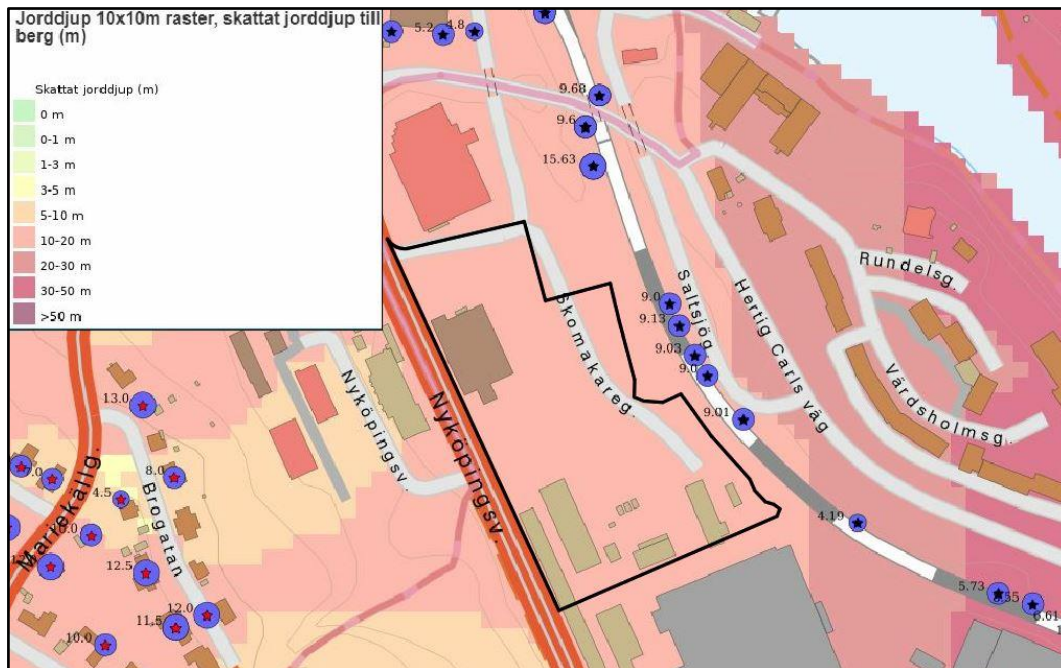 Jorddjup 10x10m raster, skattat jorddjup till
berg (m)
Skattat jorddjup (m)
0 m
0-1 m
1-3 m
3-5 m
5-10 m
10-20 m
20-30 m
30-50 m
>50 m
5.2
4.8
9.68
9.6
15.63
Rundelsg.
Saltsjög.
Hertig Carls väg
Skomakareg.
9.0
9.13
9.03
9.0
9.01
Värdsholmsg.
Nyköpingsv.
Nyköpingsv.
13.0
8.0
4.5
Brogatan
12.5
12.0
11.5
10.0
4.19
5.73
6.61